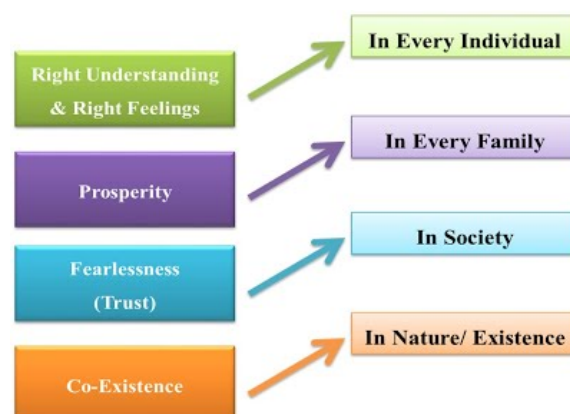 Right Understanding
& Right Feelings
In Every Individual
Prosperity
In Every Family
Fearlessness
(Trust)
In Society
Co-Existence
In Nature/ Existence